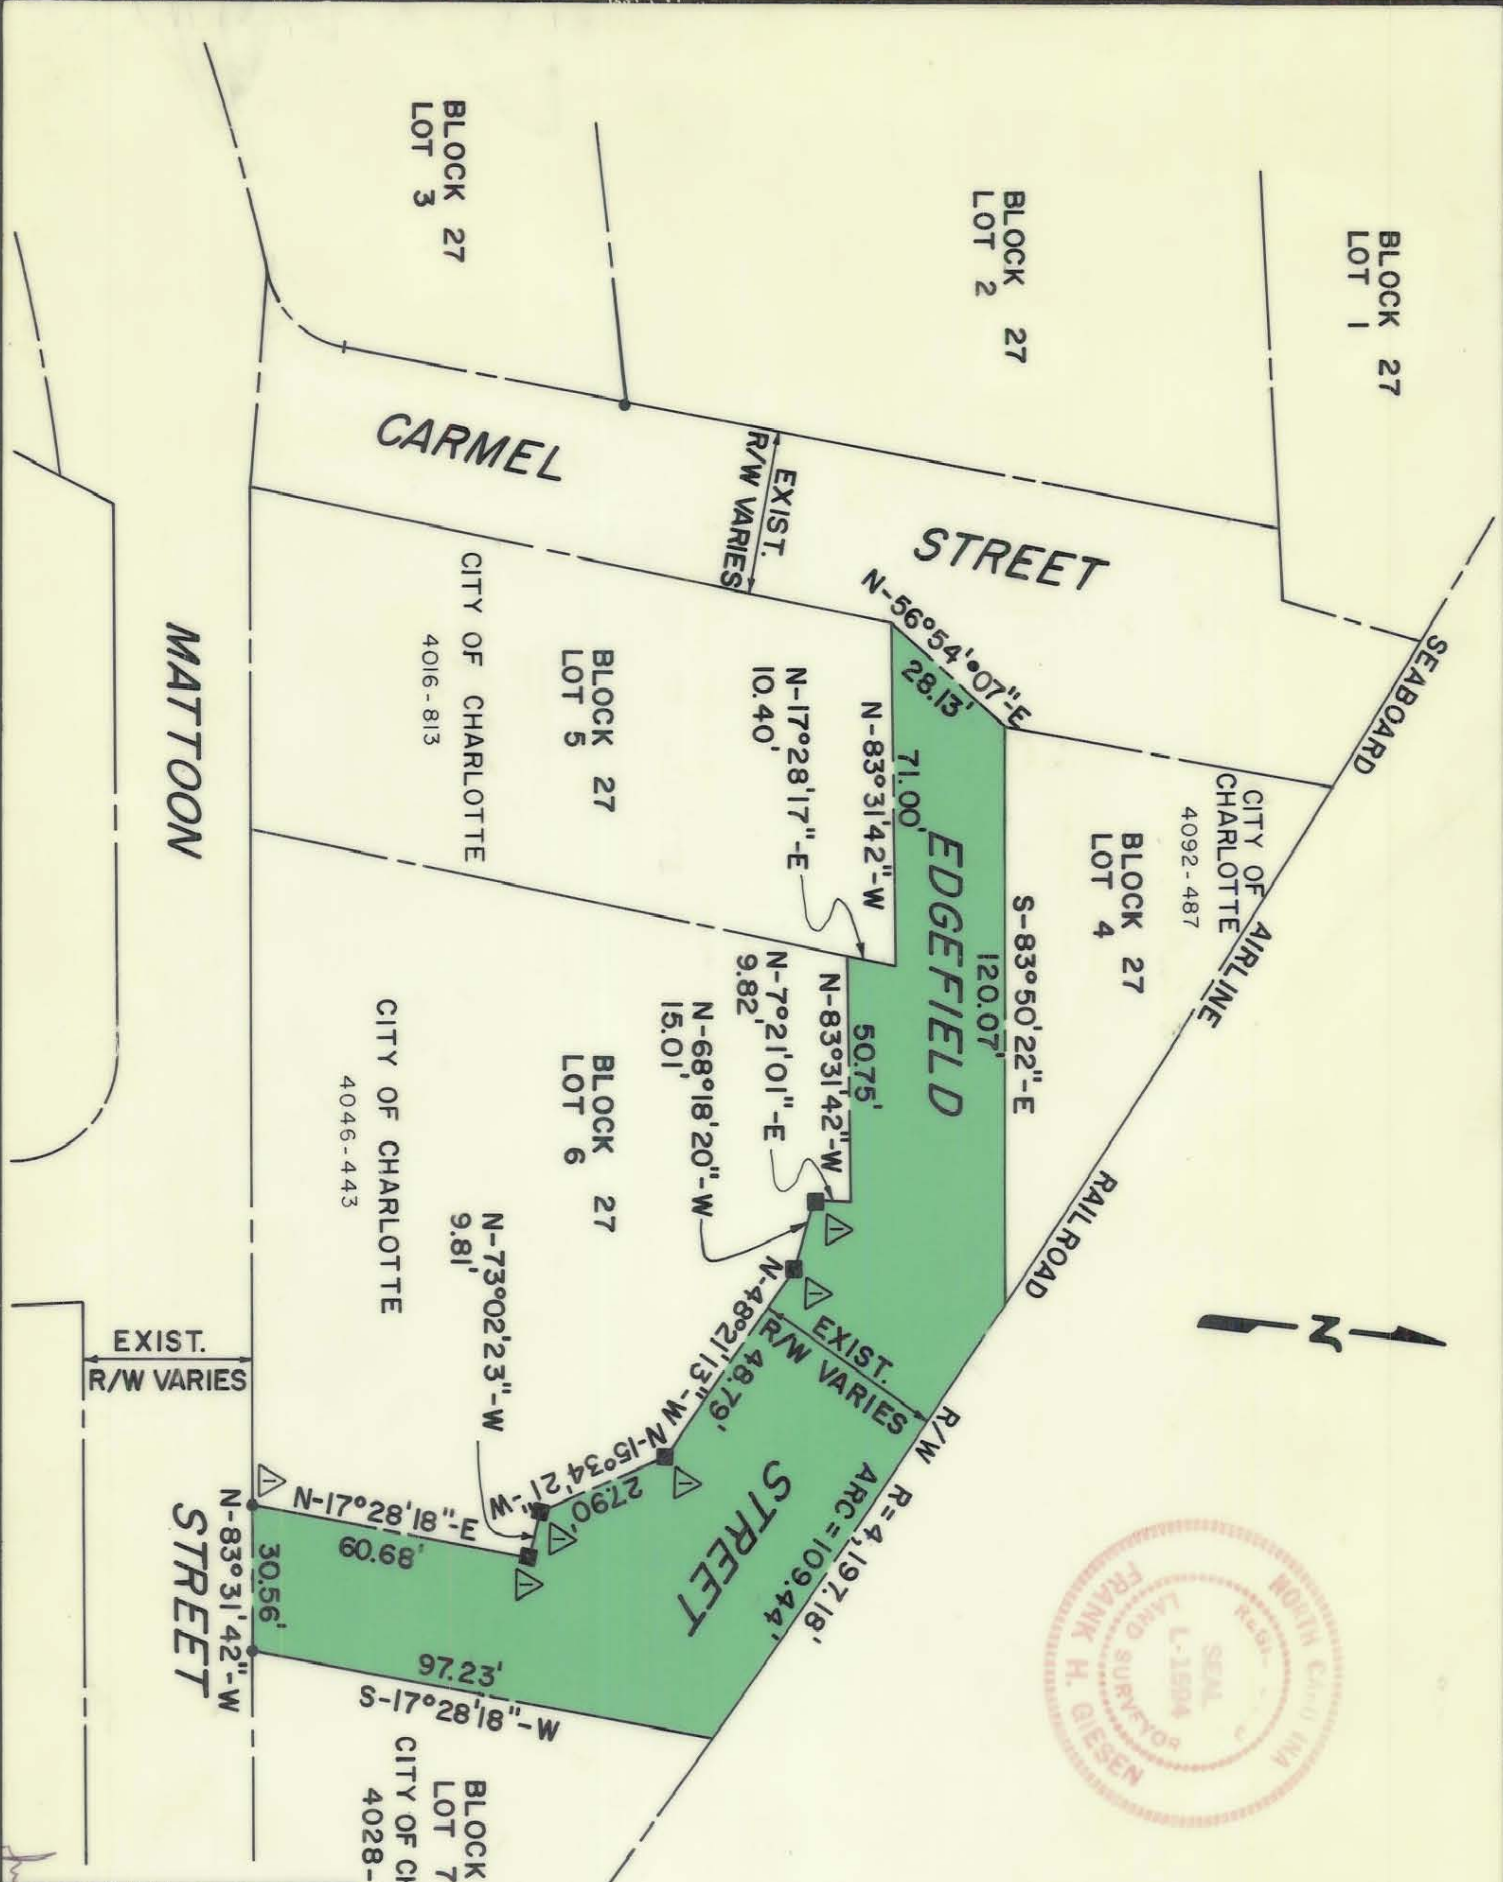 BLOCK 27
LOT 1
BLOCK 27
LOT 2
BLOCK 27
LOT 3
SEABOARD AIRLINE RAILROAD R/W
R=4,197.18'
ARC=109.44'
CARMEL STREET
EXIST.
R/W VARIES
CITY OF
CHARLOTTE
4092-487
BLOCK 27
LOT 4
N-56°54'07"-E
28.13'
S-83°50'22"-E
120.07'
EDGEFIELD STREET
71.00'
N-83°31'42"-W
N-17°28'17"-E
10.40'
50.75'
N-83°31'42"-W
N-7°21'01"-E
9.82'
N-68°18'20"-W
15.01'
BLOCK 27
LOT 5
CITY OF CHARLOTTE
4016-813
BLOCK 27
LOT 6
CITY OF CHARLOTTE
4046-443
N
EXIST.
R/W VARIES
N-48°21'13"-W
48.79'
N-15°34'21"-W
27.90'
N-73°02'23"-W
9.81'
N-17°28'18"-E
60.68'
1
1
1
1
1
1
30.56'
N-83°31'42"-W
97.23'
S-17°28'18"-W
MATTOON STREET
EXIST.
R/W VARIES
BLOCK
LOT 7
CITY OF CH
4028-
NORTH CAROLINA
SEAL
L-1504
LAND SURVEYOR
FRANK H. GIESEN